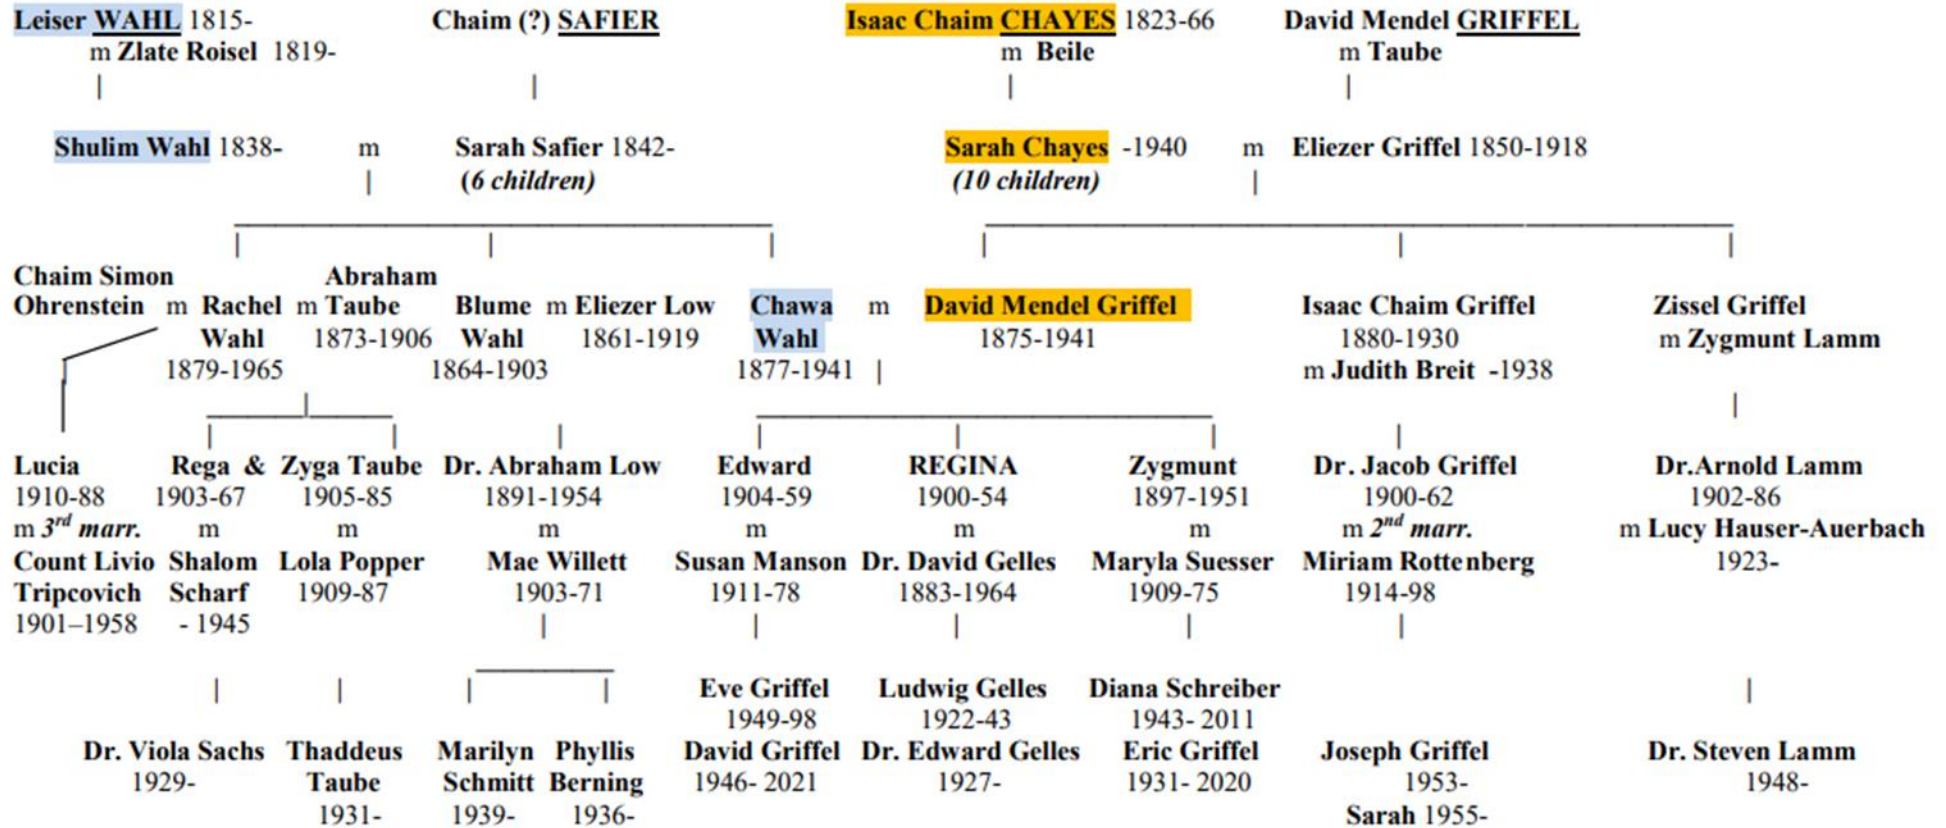 Leiser WAHL 1815- Chaim (?) SAFIER Isaac Chaim CHAYES 1823-66 David Mendel GRIFFEL
m Zlate Roisel 1819- m Beile m Taube
Shulim Wahl 1838- m Sarah Safier 1842- Sarah Chayes -1940 m Eliezer Griffel 1850-1918
(6 children) (10 children)
Chaim Simon Abraham
Ohrenstein m Rachel m Taube Blume m Eliezer Low Chawa m David Mendel Griffel Isaac Chaim Griffel Zissel Griffel
Wahl 1873-1906 Wahl 1861-1919 Wahl 1875-1941 1880-1930 m Zygmunt Lamm
1879-1965 1864-1903 1877-1941 m Judith Breit -1938
Lucia Rega & Zyga Taube Dr. Abraham Low Edward REGINA Zygmunt Dr. Jacob Griffel Dr.Arnold Lamm
1910-88 1903-67 1905-85 1891-1954 1904-59 1900-54 1897-1951 1900-62 1902-86
m 3rd marr. m m m m m m m 2nd marr. m Lucy Hauser-Auerbach
Count Livio Shalom Lola Popper Mae Willett Susan Manson Dr. David Gelles Maryla Suesser Miriam Rottenberg 1923-
Tripcovich Scharf 1909-87 1903-71 1911-78 1883-1964 1909-75 1914-98
1901–1958 - 1945
Eve Griffel Ludwig Gelles Diana Schreiber
1949-98 1922-43 1943- 2011
Dr. Viola Sachs Thaddeus Marilyn Phyllis David Griffel Dr. Edward Gelles Eric Griffel Joseph Griffel Dr. Steven Lamm
1929- Taube Schmitt Berning 1946- 2021 1927- 1931- 2020 1953- 1948-
1931- 1939- 1936- Sarah 1955-